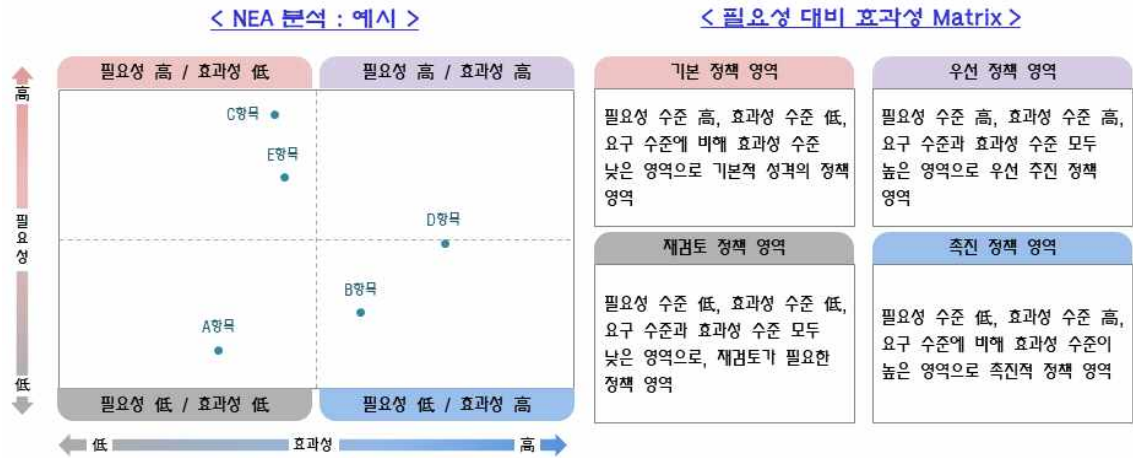 < NEA 분석 : 예시 >
필요성 高 / 효과성 低
필요성 高 / 효과성 高
高
필요성
低
C항목
E항목
D항목
B항목
A항목
필요성 低 / 효과성 低
필요성 低 / 효과성 高
低
효과성
高
< 필요성 대비 효과성 Matrix >
기본 정책 영역
필요성 수준 高, 효과성 수준 低,
요구 수준에 비해 효과성 수준
낮은 영역으로 기본적 성격의 정책
영역
우선 정책 영역
필요성 수준 高, 효과성 수준 高,
요구 수준과 효과성 수준 모두
높은 영역으로 우선 추진 정책
영역
재검토 정책 영역
필요성 수준 低, 효과성 수준 低,
요구 수준과 효과성 수준 모두
낮은 영역으로, 재검토가 필요한
정책 영역
촉진 정책 영역
필요성 수준 低, 효과성 수준 高,
요구 수준에 비해 효과성 수준이
높은 영역으로 촉진적 정책 영역